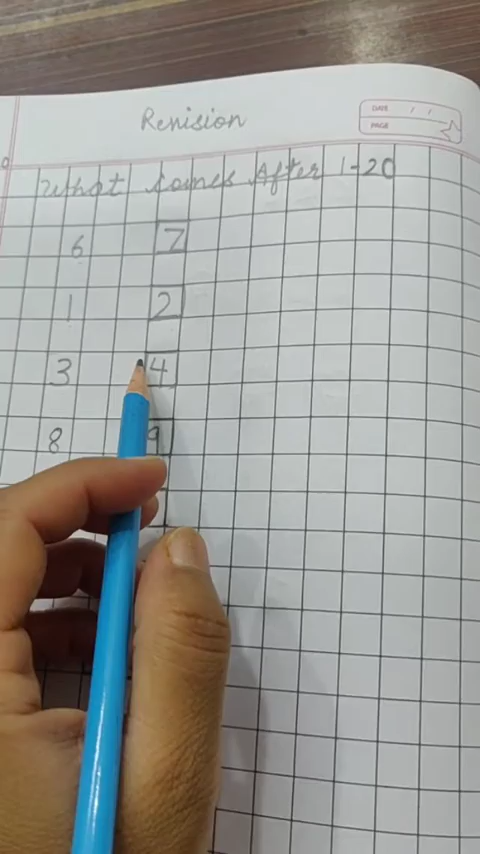 Revision
DATE / /
PAGE
What comes After 1-20
6 7
1 2
3 4
8 9